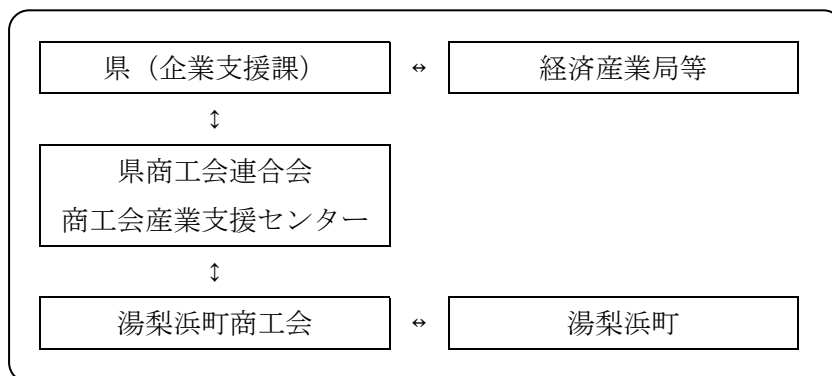 県（企業支援課） ↔ 経済産業局等
↕
県商工会連合会
商工会産業支援センター
↕
湯梨浜町商工会 ↔ 湯梨浜町